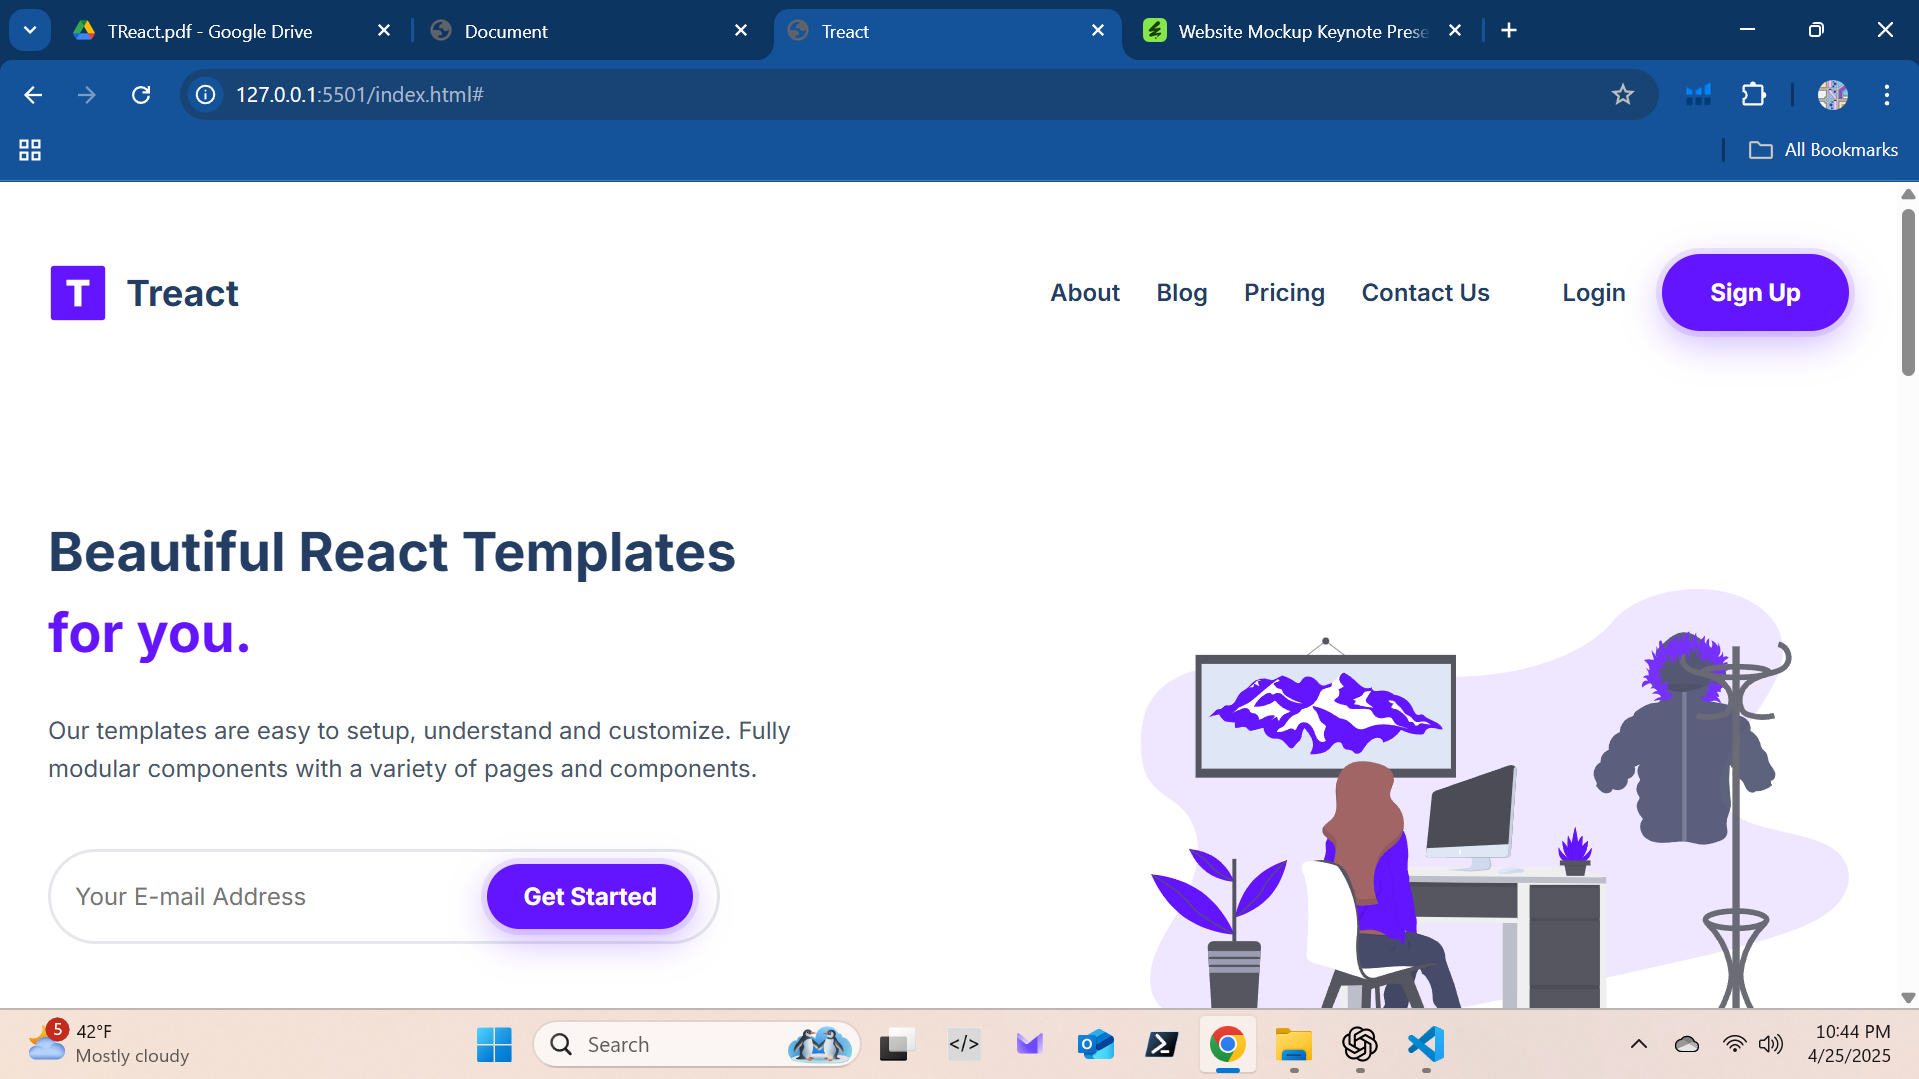 TReact.pdf - Google Drive
Document
Treact
Website Mockup Keynote Prese
127.0.0.1:5501/index.html#
All Bookmarks
T Treact
About Blog Pricing Contact Us Login Sign Up
Beautiful React Templates
for you.
Our templates are easy to setup, understand and customize. Fully
modular components with a variety of pages and components.
Your E-mail Address
Get Started
5
42°F
Mostly cloudy
Search
10:44 PM
4/25/2025